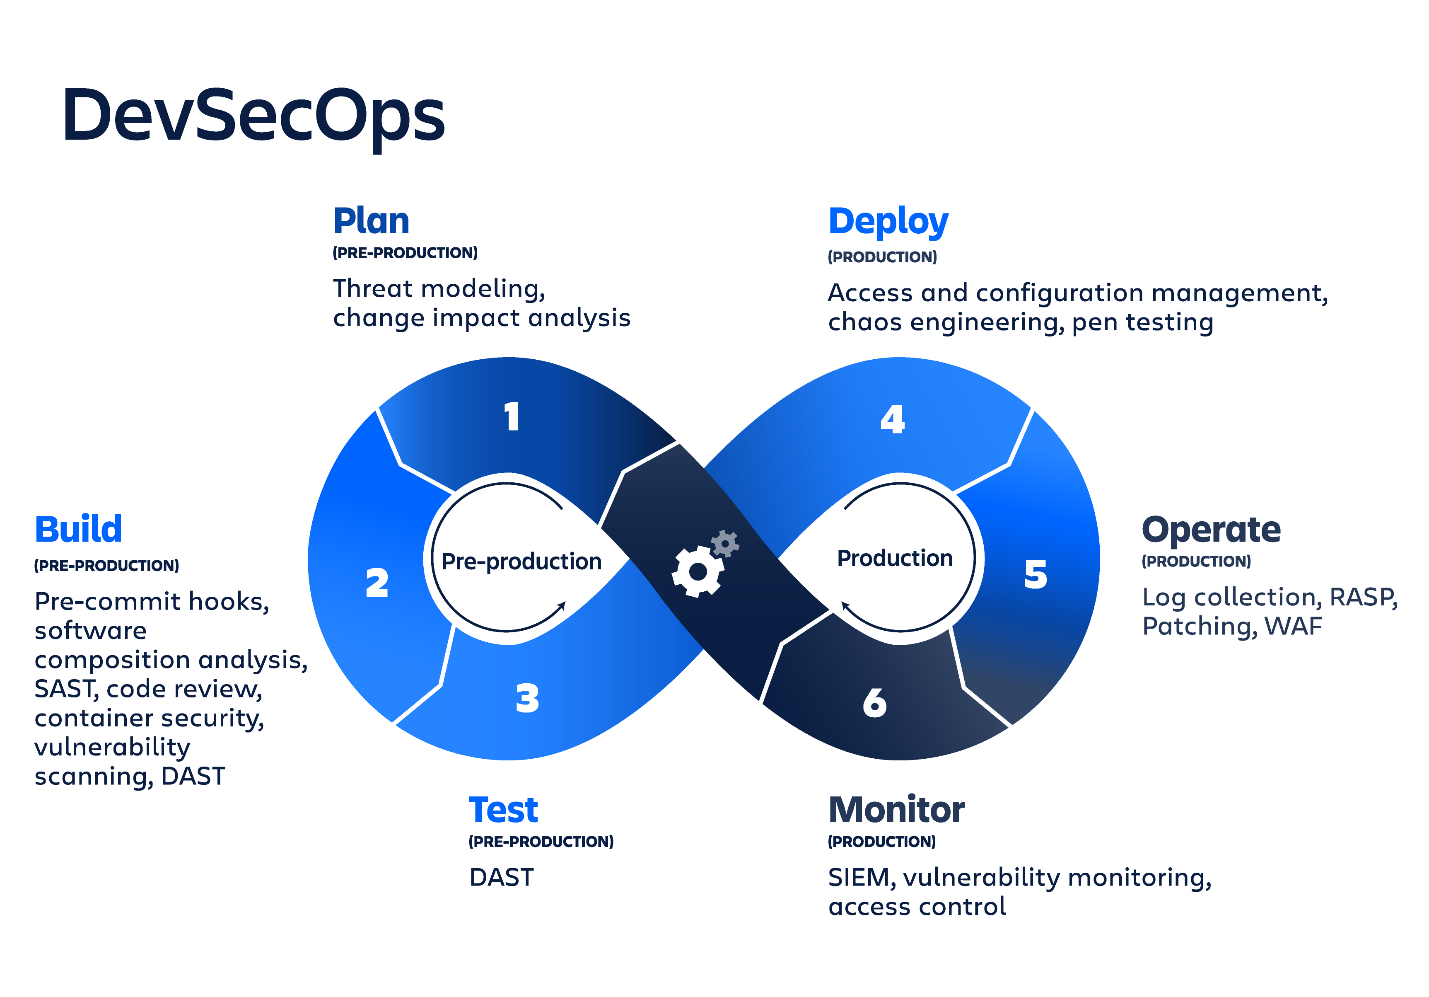 DevSecOps
Plan
(PRE-PRODUCTION)
Threat modeling,
change impact analysis
Deploy
(PRODUCTION)
Access and configuration management,
chaos engineering, pen testing
1
4
Build
(PRE-PRODUCTION)
Pre-commit hooks,
software
composition analysis,
SAST, code review,
container security,
vulnerability
scanning, DAST
2
Pre-production
Production
5
Operate
(PRODUCTION)
Log collection, RASP,
Patching, WAF
3
6
Test
(PRE-PRODUCTION)
DAST
Monitor
(PRODUCTION)
SIEM, vulnerability monitoring,
access control